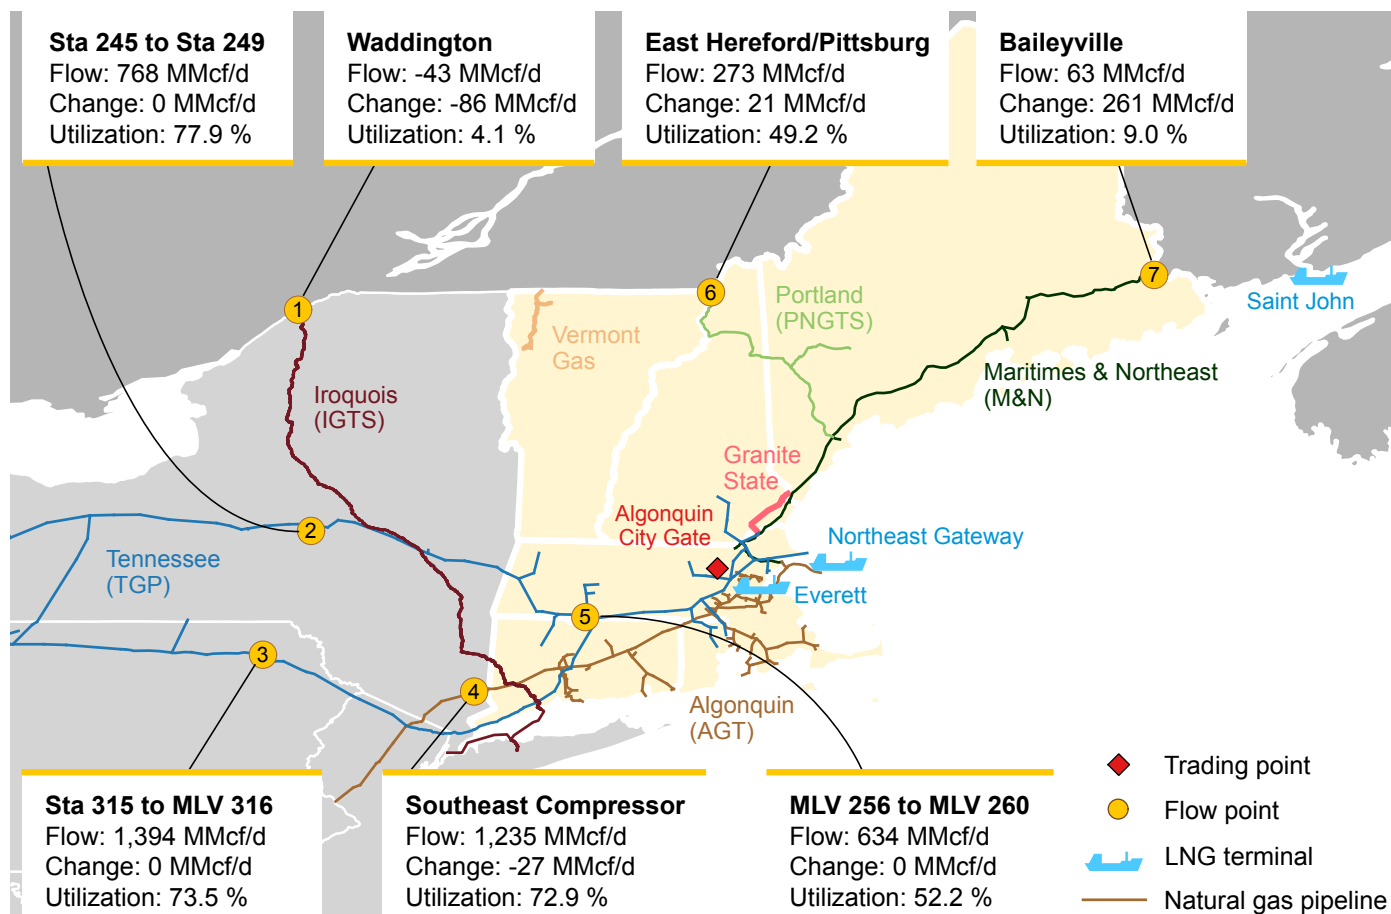 Sta 245 to Sta 249
Flow: 768 MMcf/d
Change: 0 MMcf/d
Utilization: 77.9 %
Waddington
Flow: -43 MMcf/d
Change: -86 MMcf/d
Utilization: 4.1 %
East Hereford/Pittsburg
Flow: 273 MMcf/d
Change: 21 MMcf/d
Utilization: 49.2 %
Baileyville
Flow: 63 MMcf/d
Change: 261 MMcf/d
Utilization: 9.0 %
1
6
7
Portland
(PNGTS)
Saint John
Vermont
Gas
Maritimes & Northeast
(M&N)
Iroquois
(IGTS)
Granite
State
Algonquin
City Gate
2
Northeast Gateway
Tennessee
(TGP)
Everett
5
3
4
Algonquin
(AGT)
Sta 315 to MLV 316
Flow: 1,394 MMcf/d
Change: 0 MMcf/d
Utilization: 73.5 %
Southeast Compressor
Flow: 1,235 MMcf/d
Change: -27 MMcf/d
Utilization: 72.9 %
MLV 256 to MLV 260
Flow: 634 MMcf/d
Change: 0 MMcf/d
Utilization: 52.2 %
Trading point
Flow point
LNG terminal
Natural gas pipeline